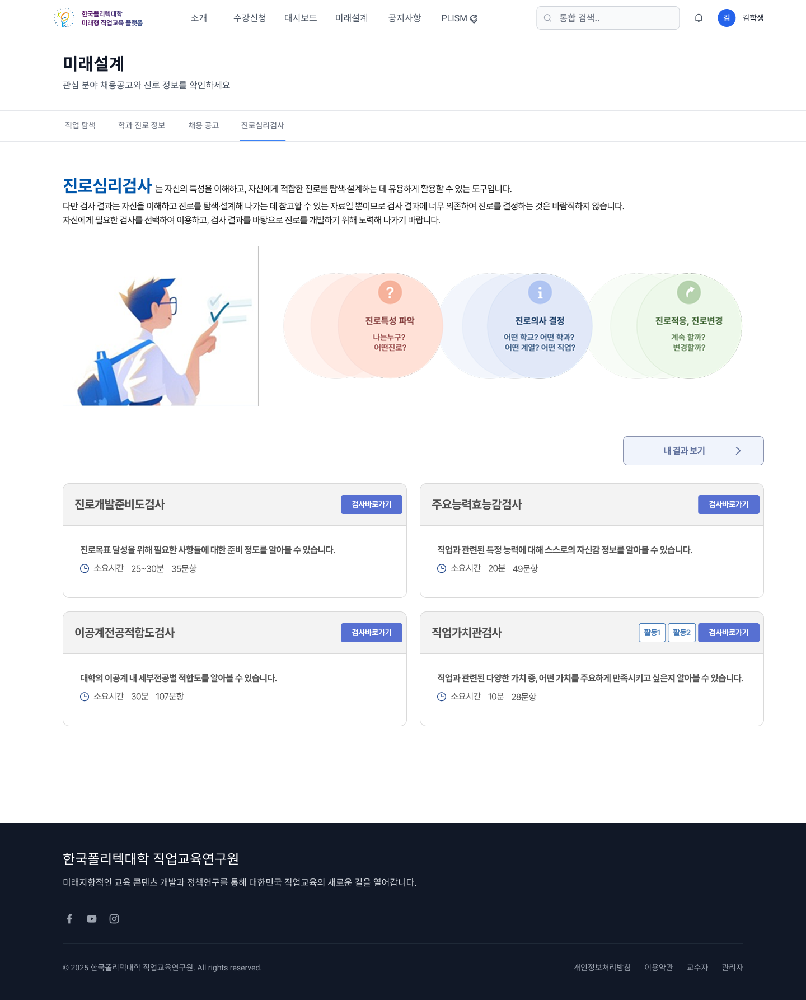 한국폴리텍대학
미래형 직업교육 플랫폼
소개 수강신청 대시보드 미래설계 공지사항 PLISM
통합 검색..
김 김학생
미래설계
관심 분야 채용공고와 진로 정보를 확인하세요
직업 탐색 학과 진로 정보 채용 공고 진로심리검사
진로심리검사 는 자신의 특성을 이해하고, 자신에게 적합한 진로를 탐색·설계하는 데 유용하게 활용할 수 있는 도구입니다.
다만 검사 결과는 자신을 이해하고 진로를 탐색·설계해 나가는 데 참고할 수 있는 자료일 뿐이므로 검사 결과에 너무 의존하여 진로를 결정하는 것은 바람직하지 않습니다.
자신에게 필요한 검사를 선택하여 이용하고, 검사 결과를 바탕으로 진로를 개발하기 위해 노력해 나가기 바랍니다.
?
진로특성 파악
나는누구?
어떤진로?
i
진로의사 결정
어떤 학교? 어떤 학과?
어떤 계열? 어떤 직업?
진로적응, 진로변경
계속 할까?
변경할까?
내 결과 보기
진로개발준비도검사
검사바로가기
진로목표 달성을 위해 필요한 사항들에 대한 준비 정도를 알아볼 수 있습니다.
소요시간 25~30분 35문항
주요능력효능감검사
검사바로가기
직업과 관련된 특정 능력에 대해 스스로의 자신감 정보를 알아볼 수 있습니다.
소요시간 20분 49문항
이공계전공적합도검사
검사바로가기
대학의 이공계 내 세부전공별 적합도를 알아볼 수 있습니다.
소요시간 30분 107문항
직업가치관검사
활동1 활동2 검사바로가기
직업과 관련된 다양한 가치 중, 어떤 가치를 주요하게 만족시키고 싶은지 알아볼 수 있습니다.
소요시간 10분 28문항
한국폴리텍대학 직업교육연구원
미래지향적인 교육 콘텐츠 개발과 정책연구를 통해 대한민국 직업교육의 새로운 길을 열어갑니다.
© 2025 한국폴리텍대학 직업교육연구원. All rights reserved.
개인정보처리방침 이용약관 교수자 관리자